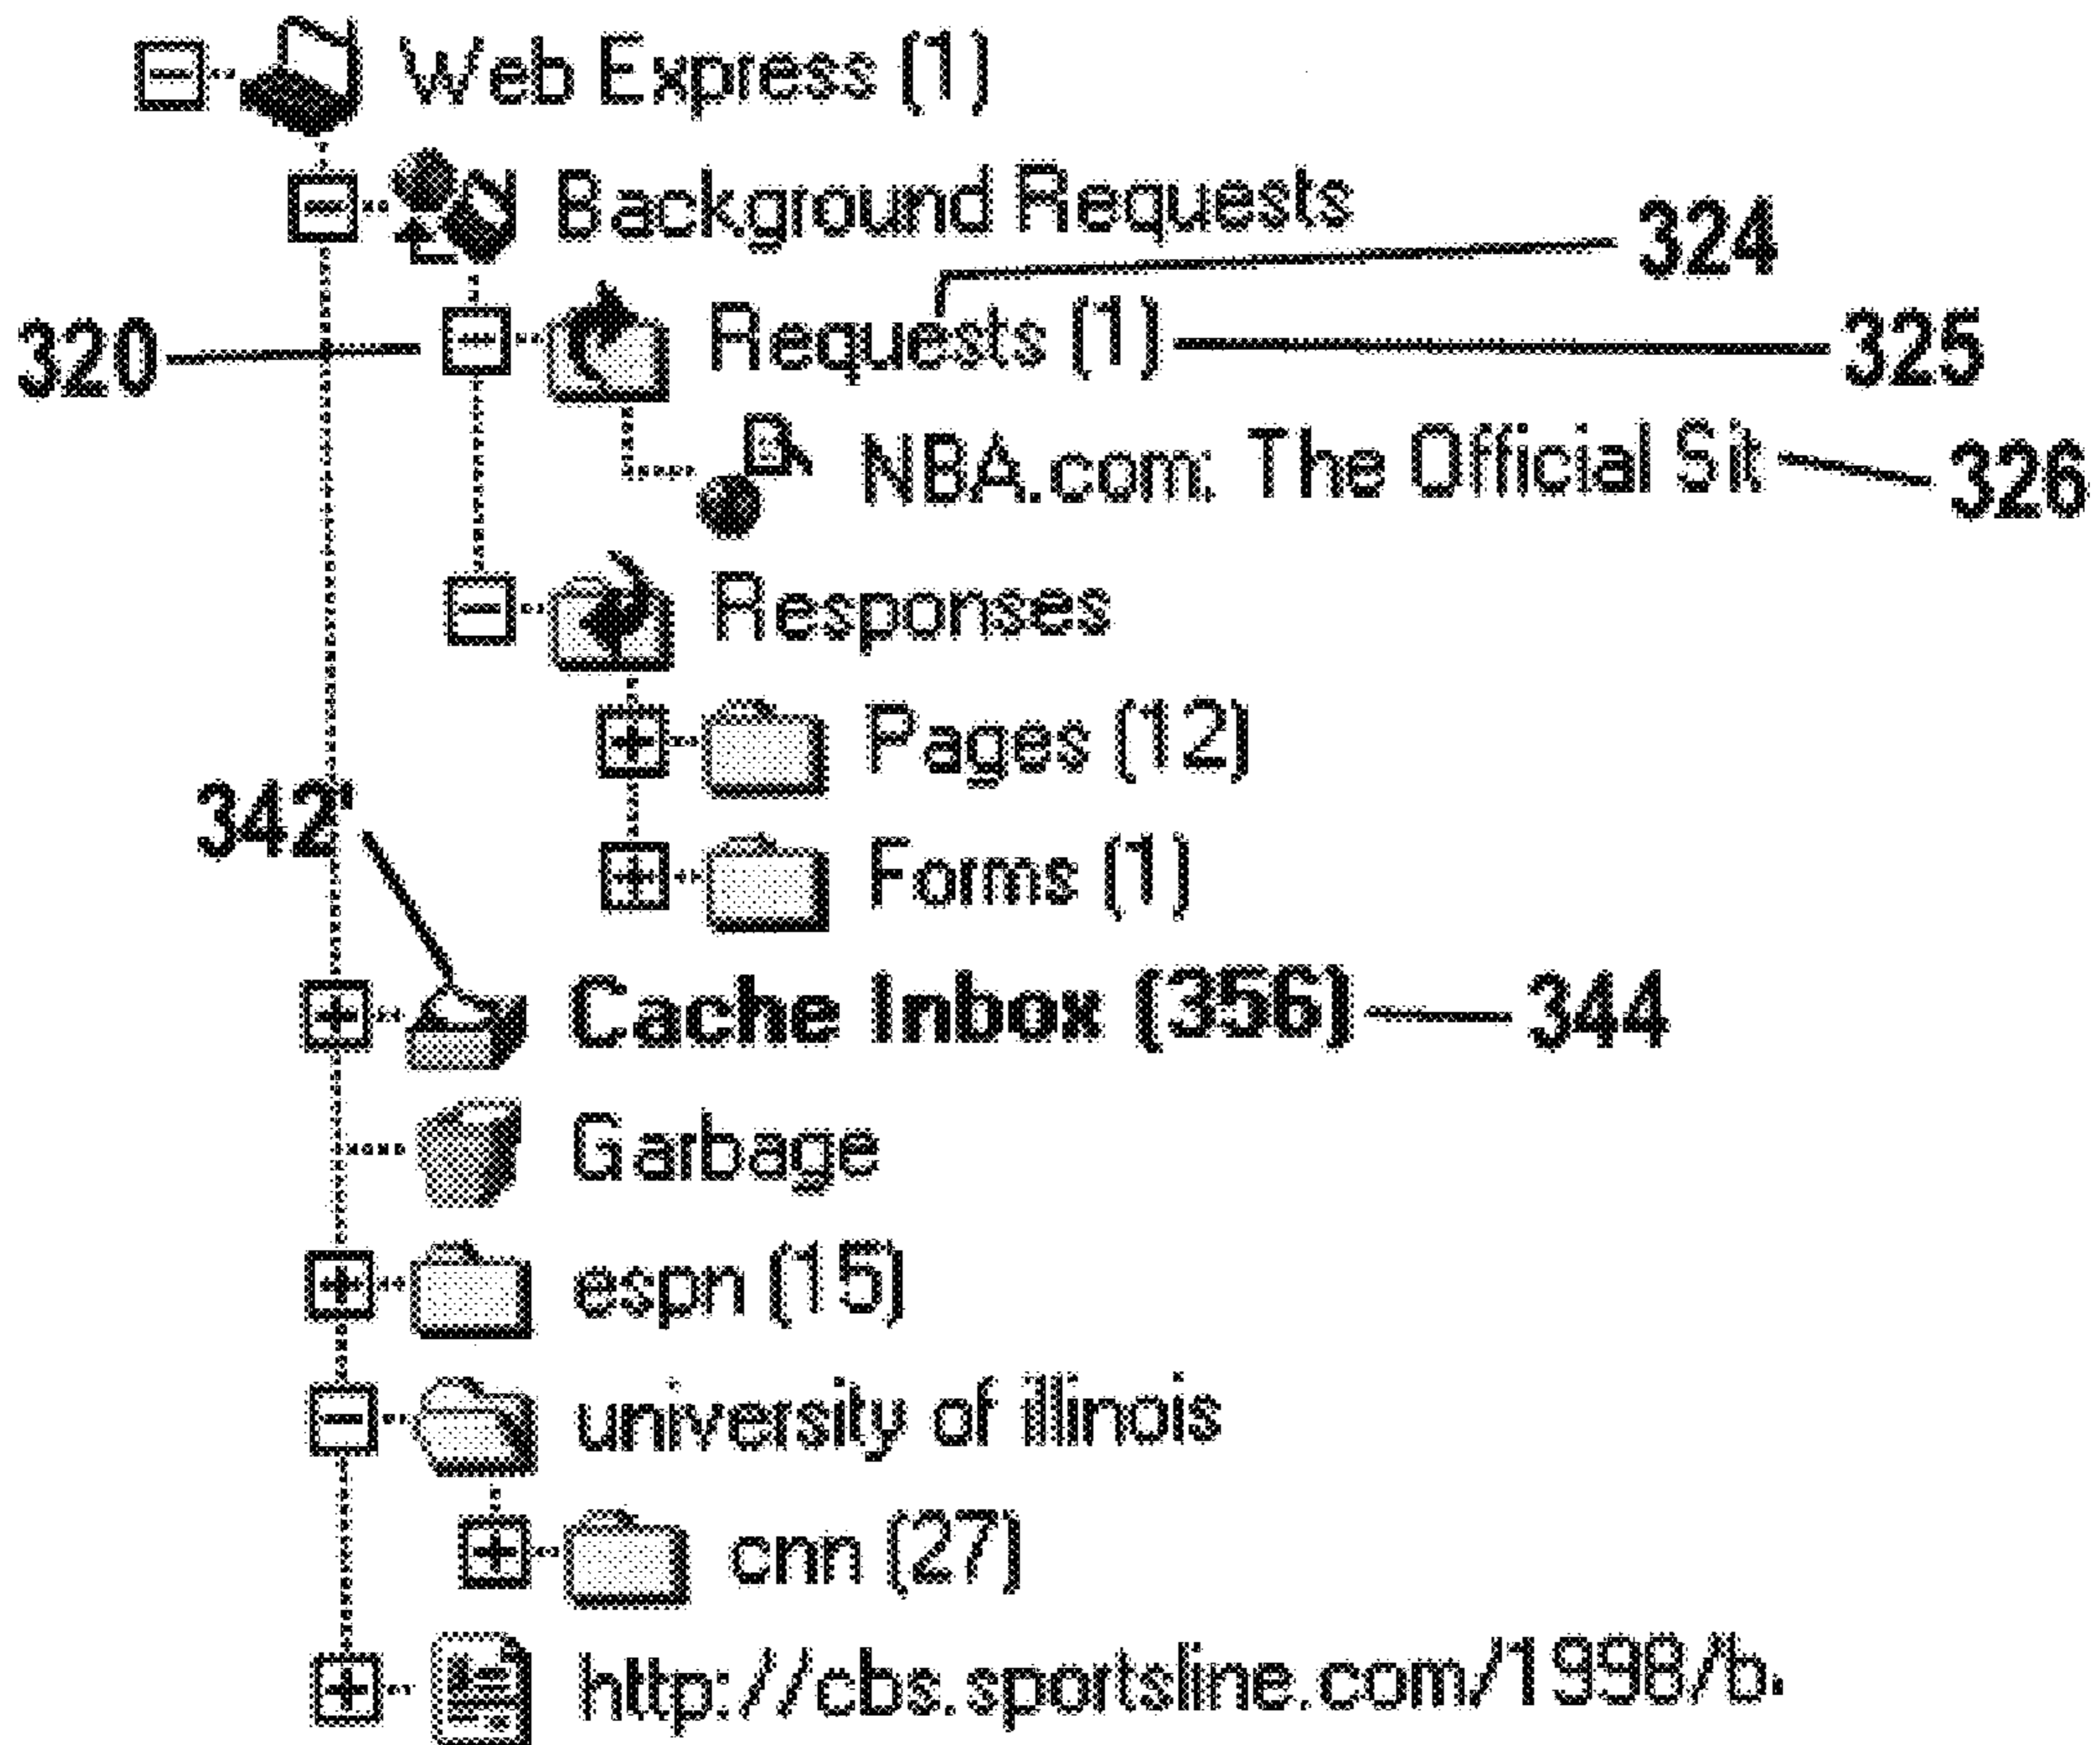 Web Express (1)
Background Requests
324
320
Requests (1)
325
NBA.com: The Official Sit
326
Responses
Pages (12)
342'
Forms (1)
Cache Inbox (356)
344
Garbage
espn (15)
university of illinois
cnn (27)
http://cbs.sportsline.com/1998/b.